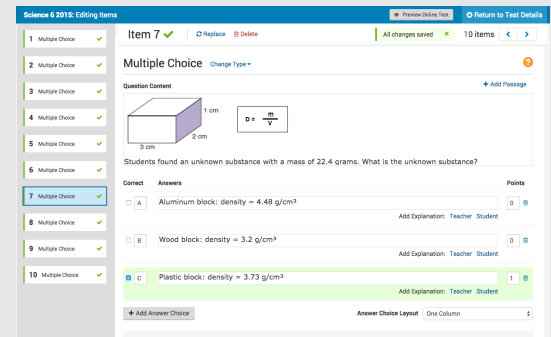 Science 6 2015: Editing Items
Preview Online Test
Return to Test Details
1 Multiple Choice
2 Multiple Choice
3 Multiple Choice
4 Multiple Choice
5 Multiple Choice
6 Multiple Choice
7 Multiple Choice
8 Multiple Choice
9 Multiple Choice
10 Multiple Choice
Item 7
Replace
Delete
All changes saved ×
10 items
Multiple Choice Change Type
?
Question Content
+ Add Passage
1 cm
2 cm
3 cm
D = m/v
Students found an unknown substance with a mass of 22.4 grams. What is the unknown substance?
Correct Answers Points
A Aluminum block: density = 4.48 g/cm³ 0
Add Explanation: Teacher Student
B Wood block: density = 3.2 g/cm³ 0
Add Explanation: Teacher Student
C Plastic block: density = 3.73 g/cm³ 1
Add Explanation: Teacher Student
+ Add Answer Choice
Answer Choice Layout One Column